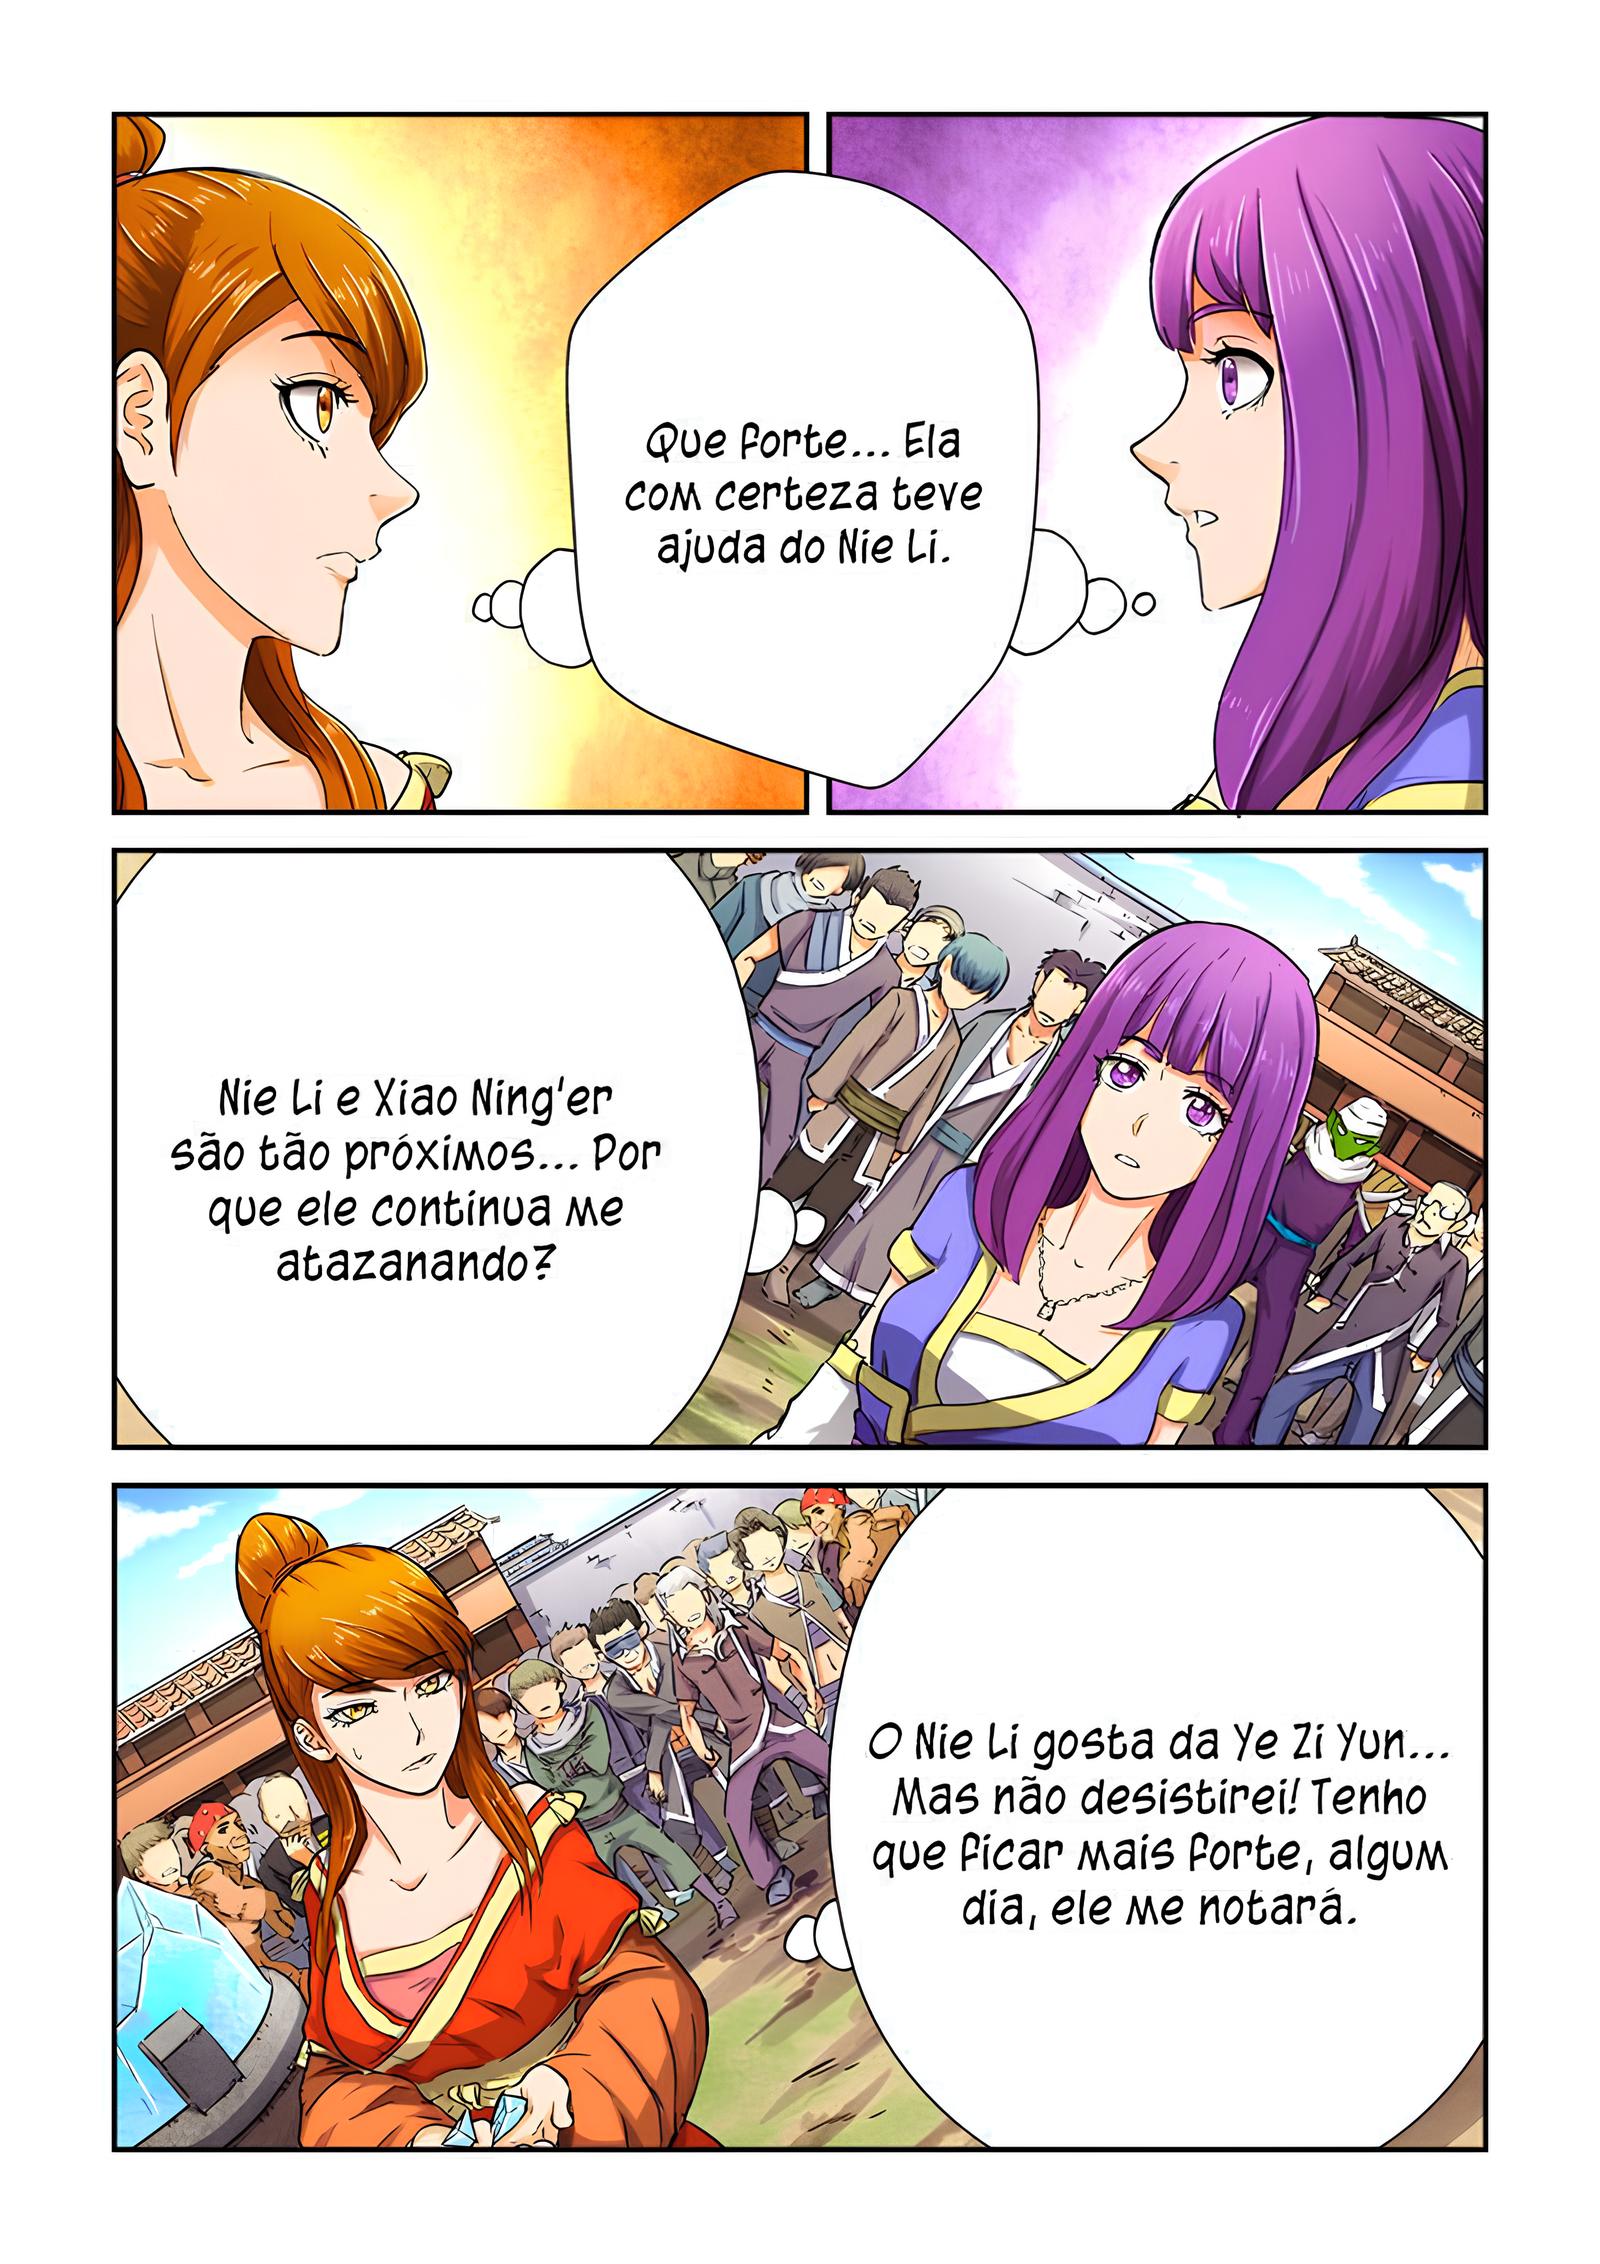 Que forte... Ela
com certeza teve
ajuda do Nie Li.
Nie Li e Xiao Ning'er
são tão próximos... Por
que ele continua me
atazanando?
O Nie Li gosta da Ye Zi Yun...
Mas não desistirei! Tenho
que ficar mais forte, algum
dia, ele me notará.